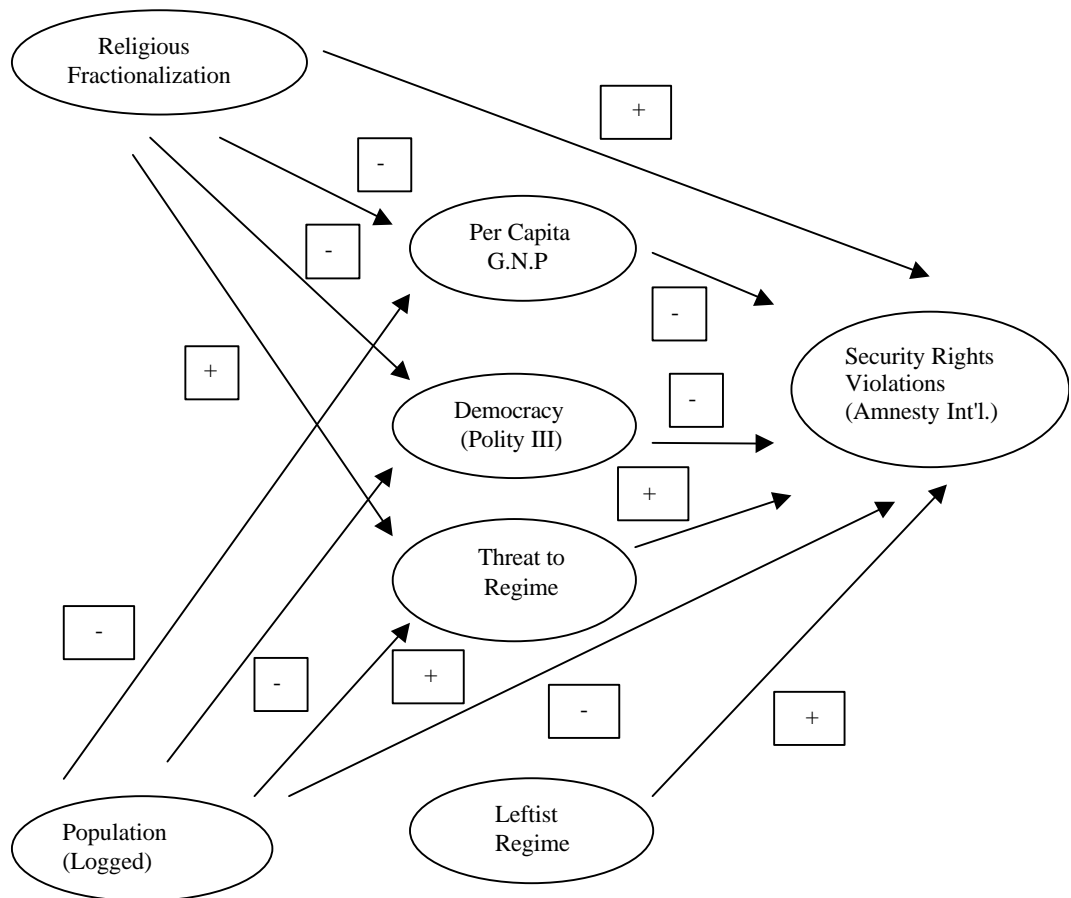 Religious
Fractionalization
+
-
-
Per Capita
G.N.P
-
+
Security Rights
Violations
(Amnesty Int'l.)
-
Democracy
(Polity III)
+
Threat to
Regime
-
-
+
-
+
Population
(Logged)
Leftist
Regime